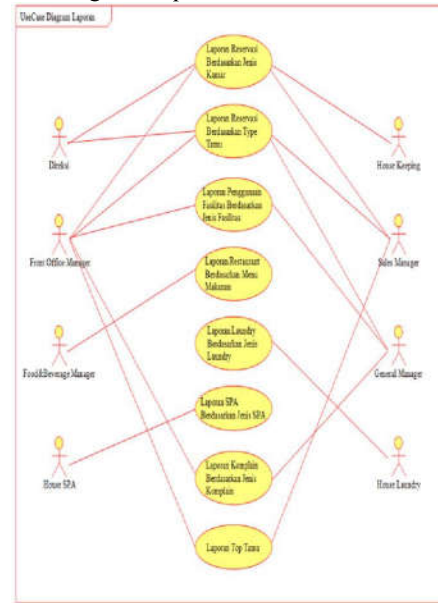 UseCase Diagram Laporan
Laporan Reservasi
Berdasarkan Jenis
Kamar
Laporan Reservasi
Berdasarkan Type
Tamu
Direksi
House Keeping
Laporan Penggunaan
Fasilitas Berdasarkan
Jenis Fasilitas
Front Office Manager
Sales Manager
Laporan Restaurant
Berdasarkan Menu
Makanan
Laporan Laundry
Berdasarkan Jenis
Laundry
Food&Beverage Manager
General Manager
Laporan SPA
Berdasarkan Jenis SPA
House SPA
House Laundry
Laporan Komplain
Berdasarkan Jenis
Komplain
Laporan Top Tamu